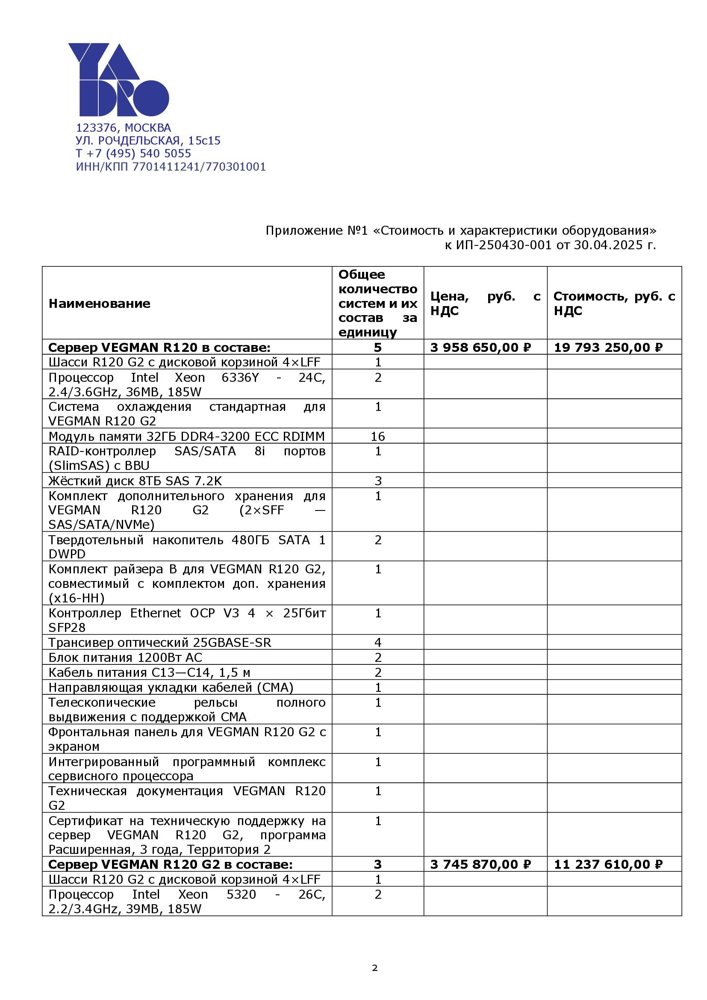 YADRO
123376, МОСКВА
УЛ. РОЧДЕЛЬСКАЯ, 15с15
Т +7 (495) 540 5055
ИНН/КПП 7701411241/770301001
Приложение №1 «Стоимость и характеристики оборудования»
к ИП-250430-001 от 30.04.2025 г.
Наименование
Общее
количество
систем и их
состав за
единицу
Цена, руб. с
НДС
Стоимость, руб. с
НДС
Сервер VEGMAN R120 в составе: 5 3 958 650,00 ₽ 19 793 250,00 ₽
Шасси R120 G2 с дисковой корзиной 4×LFF 1
Процессор Intel Xeon 6336Y - 24C, 2
2.4/3.6GHz, 36MB, 185W
Система охлаждения стандартная для 1
VEGMAN R120 G2
Модуль памяти 32ГБ DDR4-3200 ECC RDIMM 16
RAID-контроллер SAS/SATA 8i портов 1
(SlimSAS) с BBU
Жёсткий диск 8ТБ SAS 7.2K 3
Комплект дополнительного хранения для 1
VEGMAN R120 G2 (2×SFF —
SAS/SATA/NVMe)
Твердотельный накопитель 480ГБ SATA 1 2
DWPD
Комплект райзера B для VEGMAN R120 G2, 1
совместимый с комплектом доп. хранения
(x16-HH)
Контроллер Ethernet OCP V3 4 × 25Гбит 1
SFP28
Трансивер оптический 25GBASE-SR 4
Блок питания 1200Вт AC 2
Кабель питания C13—C14, 1,5 м 2
Направляющая укладки кабелей (CMA) 1
Телескопические рельсы полного 1
выдвижения с поддержкой CMA
Фронтальная панель для VEGMAN R120 G2 с 1
экраном
Интегрированный программный комплекс 1
сервисного процессора
Техническая документация VEGMAN R120 1
G2
Сертификат на техническую поддержку на 1
сервер VEGMAN R120 G2, программа
Расширенная, 3 года, Территория 2
Сервер VEGMAN R120 G2 в составе: 3 3 745 870,00 ₽ 11 237 610,00 ₽
Шасси R120 G2 с дисковой корзиной 4×LFF 1
Процессор Intel Xeon 5320 - 26C, 2
2.2/3.4GHz, 39MB, 185W
2